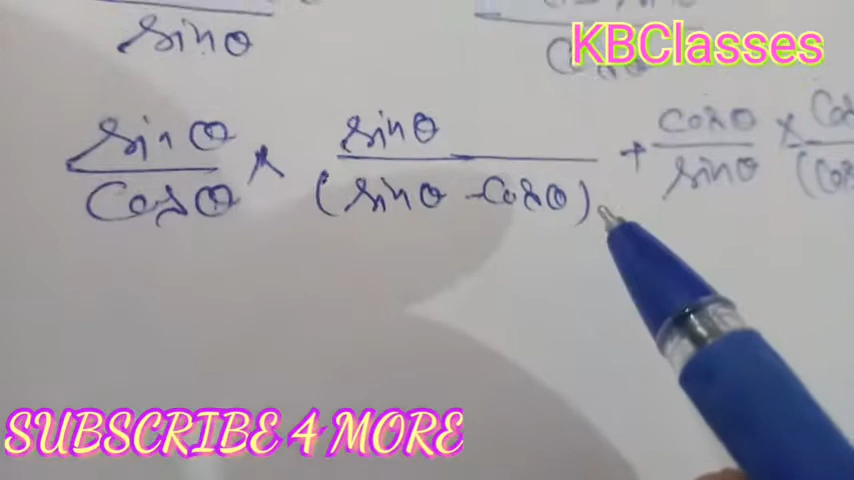 sinθ
KBClasses
sinθ/cosθ × sinθ/(sinθ - cosθ) + cosθ/sinθ ×
SUBSCRIBE 4 MORE